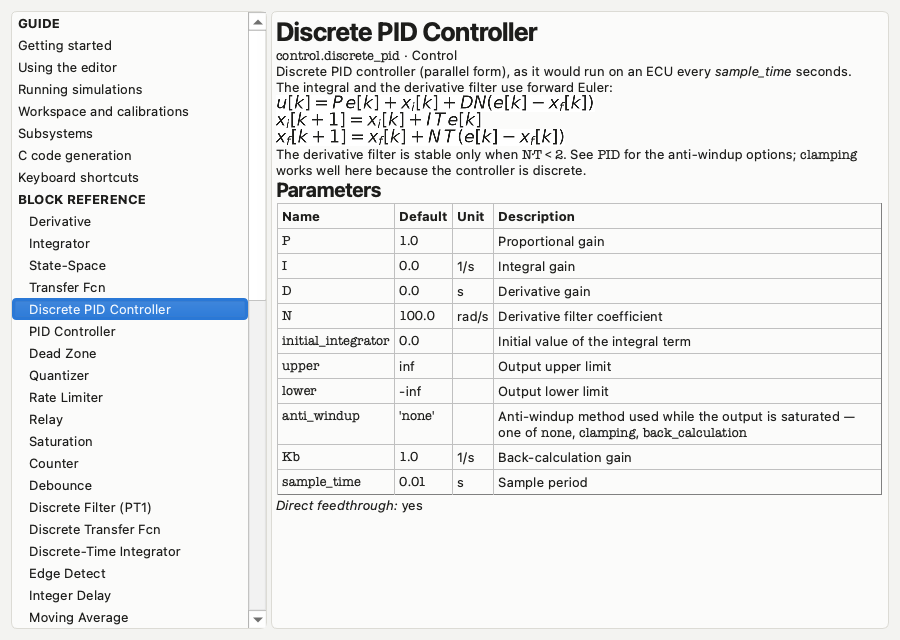 GUIDE
Getting started
Using the editor
Running simulations
Workspace and calibrations
Subsystems
C code generation
Keyboard shortcuts
BLOCK REFERENCE
Derivative
Integrator
State-Space
Transfer Fcn
Discrete PID Controller
PID Controller
Dead Zone
Quantizer
Rate Limiter
Relay
Saturation
Counter
Debounce
Discrete Filter (PT1)
Discrete Transfer Fcn
Discrete-Time Integrator
Edge Detect
Integer Delay
Moving Average
Discrete PID Controller
control.discrete_pid · Control
Discrete PID controller (parallel form), as it would run on an ECU every sample_time seconds.
The integral and the derivative filter use forward Euler:
u[k] = P e[k] + x_i[k] + D N (e[k] − x_f[k])
x_i[k + 1] = x_i[k] + I T e[k]
x_f[k + 1] = x_f[k] + N T (e[k] − x_f[k])
The derivative filter is stable only when N·T < 2. See PID for the anti-windup options; clamping
works well here because the controller is discrete.
Parameters
Name Default Unit Description
P 1.0 Proportional gain
I 0.0 1/s Integral gain
D 0.0 s Derivative gain
N 100.0 rad/s Derivative filter coefficient
initial_integrator 0.0 Initial value of the integral term
upper inf Output upper limit
lower -inf Output lower limit
anti_windup 'none' Anti-windup method used while the output is saturated —
one of none, clamping, back_calculation
Kb 1.0 1/s Back-calculation gain
sample_time 0.01 s Sample period
Direct feedthrough: yes